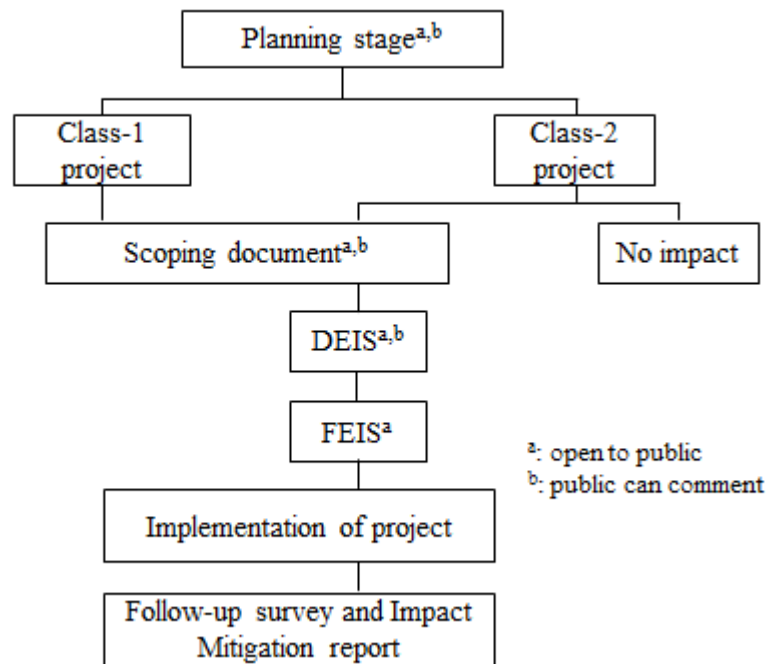 Planning stagea,b
Class-1
project
Class-2
project
Scoping documenta,b
No impact
DEISa,b
FEISa
a: open to public
b: public can comment
Implementation of project
Follow-up survey and Impact
Mitigation report